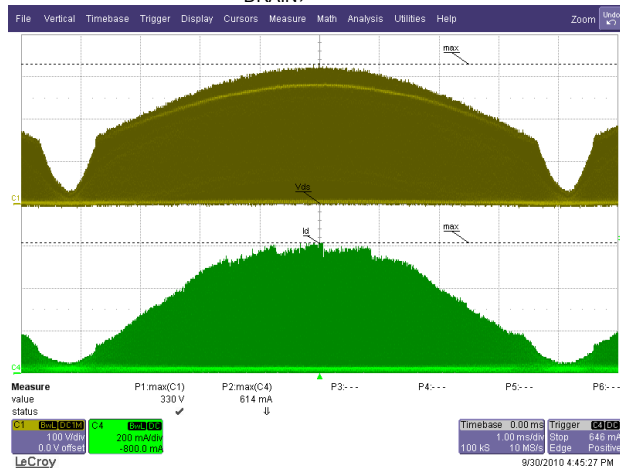 File Vertical Timebase Trigger Display Cursors Measure Math Analysis Utilities Help Zoom Undo
max
C1
Vds
Id
max
C4
Measure P1:max(C1) P2:max(C4) P3:- - - P4:- - - P5:- - - P6:- - -
value 330 V 614 mA
status
C1 BwL DC1M C4 BwL DC Timebase 0.00 ms Trigger C4 DC
100 V/div 200 mA/div 1.00 ms/div Stop 646 mA
0.0 V offset -800.0 mA 100 kS 10 MS/s Edge Positive
LeCroy 9/30/2010 4:45:27 PM